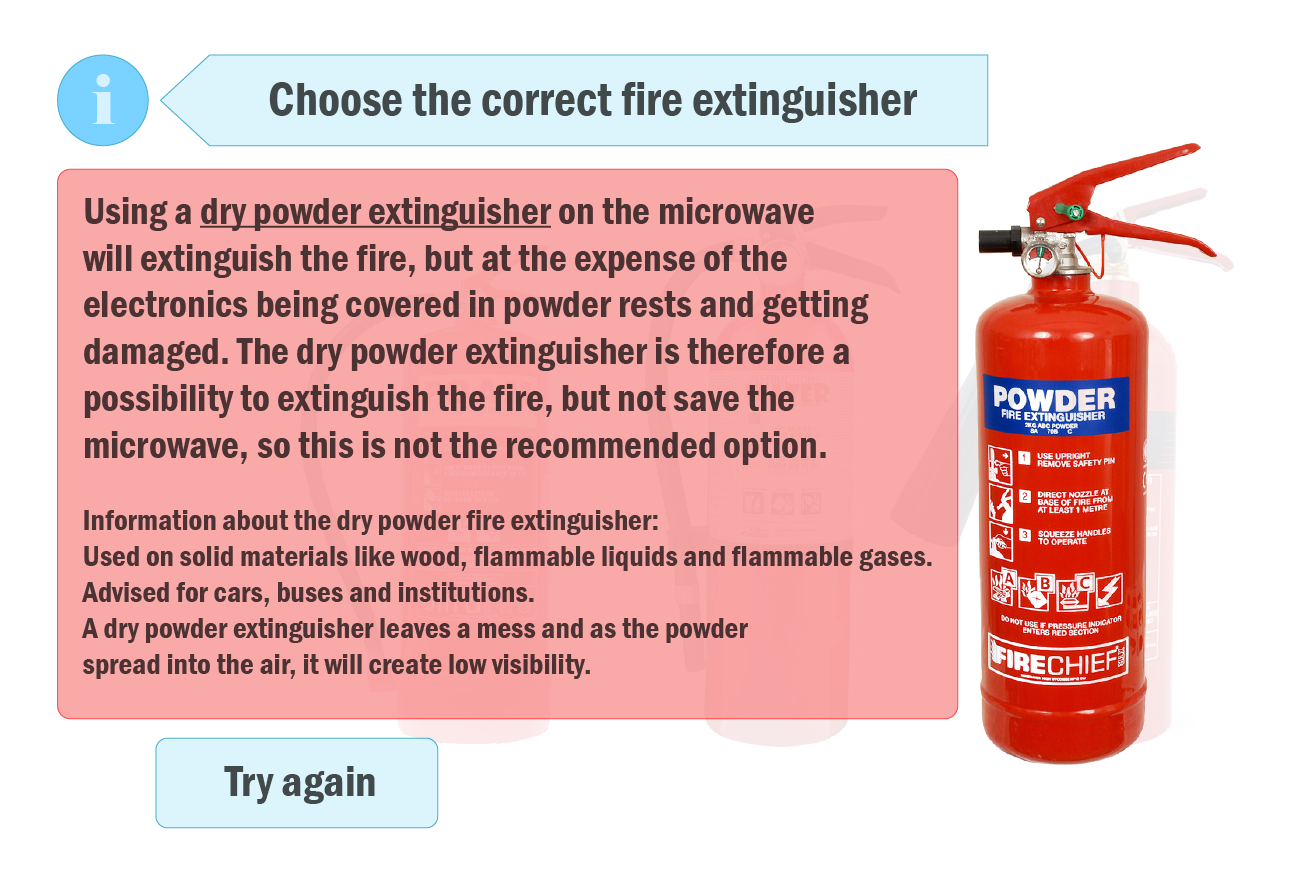 i
Choose the correct fire extinguisher
Using a dry powder extinguisher on the microwave
will extinguish the fire, but at the expense of the
electronics being covered in powder rests and getting
damaged. The dry powder extinguisher is therefore a
possibility to extinguish the fire, but not save the
microwave, so this is not the recommended option.
Information about the dry powder fire extinguisher:
Used on solid materials like wood, flammable liquids and flammable gases.
Advised for cars, buses and institutions.
A dry powder extinguisher leaves a mess and as the powder
spread into the air, it will create low visibility.
Try again
POWDER
FIRE EXTINGUISHER
2KG ABC POWDER
8A 70B C
1 USE UPRIGHT
REMOVE SAFETY PIN
2 DIRECT NOZZLE AT
BASE OF FIRE FROM
AT LEAST 1 METRE
3 SQUEEZE HANDLES
TO OPERATE
A B C
DO NOT USE IF PRESSURE INDICATOR
ENTERS RED SECTION
FIRECHIEF